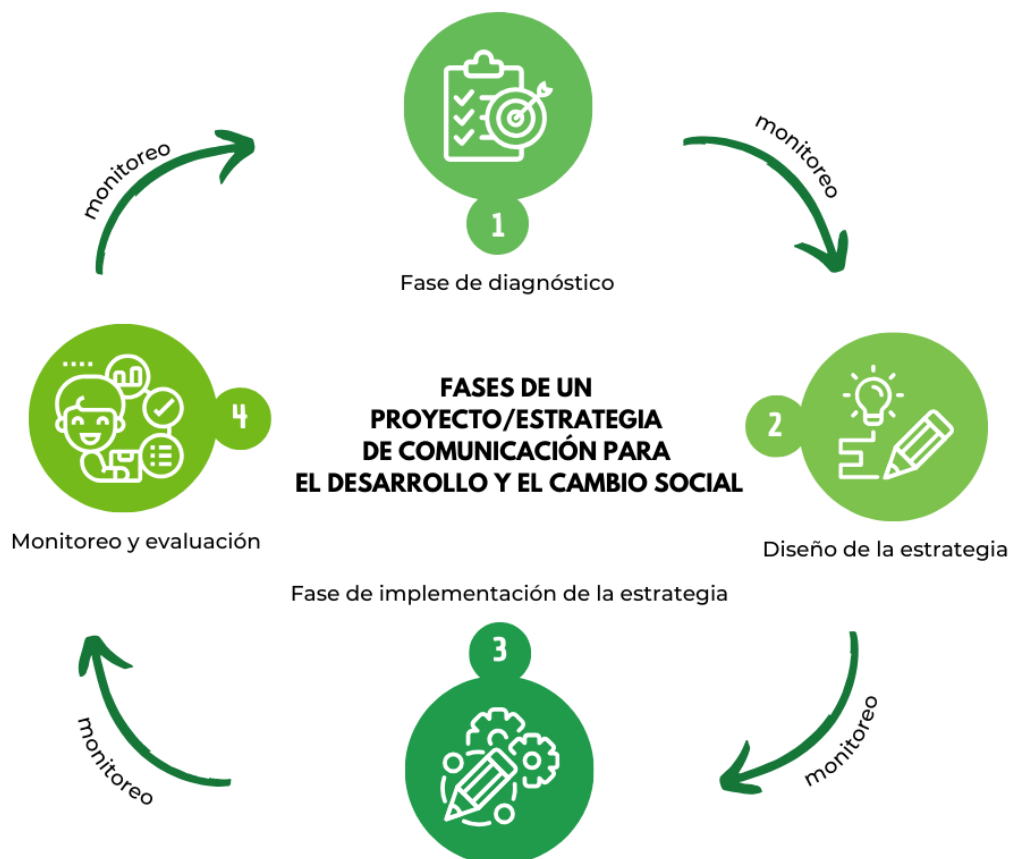 monitoreo
monitoreo
1
Fase de diagnóstico
FASES DE UN
PROYECTO/ESTRATEGIA
DE COMUNICACIÓN PARA
EL DESARROLLO Y EL CAMBIO SOCIAL
4
2
Monitoreo y evaluación
Diseño de la estrategia
Fase de implementación de la estrategia
3
monitoreo
monitoreo